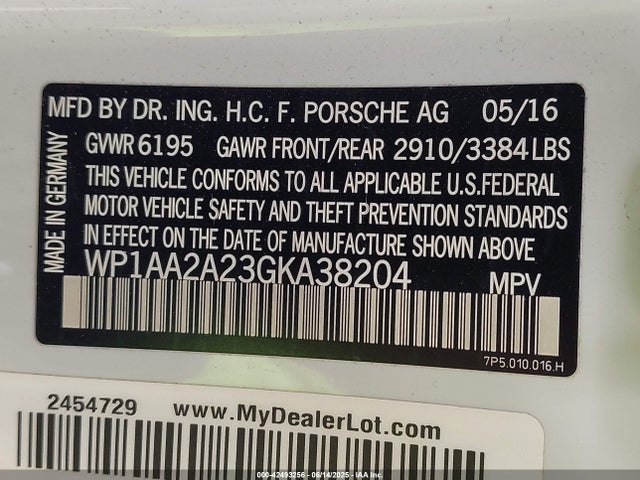 MFD BY DR. ING. H.C. F. PORSCHE AG 05/16
GVWR 6195 GAWR FRONT/REAR 2910/3384 LBS
THIS VEHICLE CONFORMS TO ALL APPLICABLE U.S. FEDERAL
MOTOR VEHICLE SAFETY AND THEFT PREVENTION STANDARDS
IN EFFECT ON THE DATE OF MANUFACTURE SHOWN ABOVE
WP1AA2A23GKA38204 MPV
MADE IN GERMANY
7P5.010.016.H
2454729 www.MyDealerLot.com
00-42493256 - 06/14/2025 - IAA Inc.